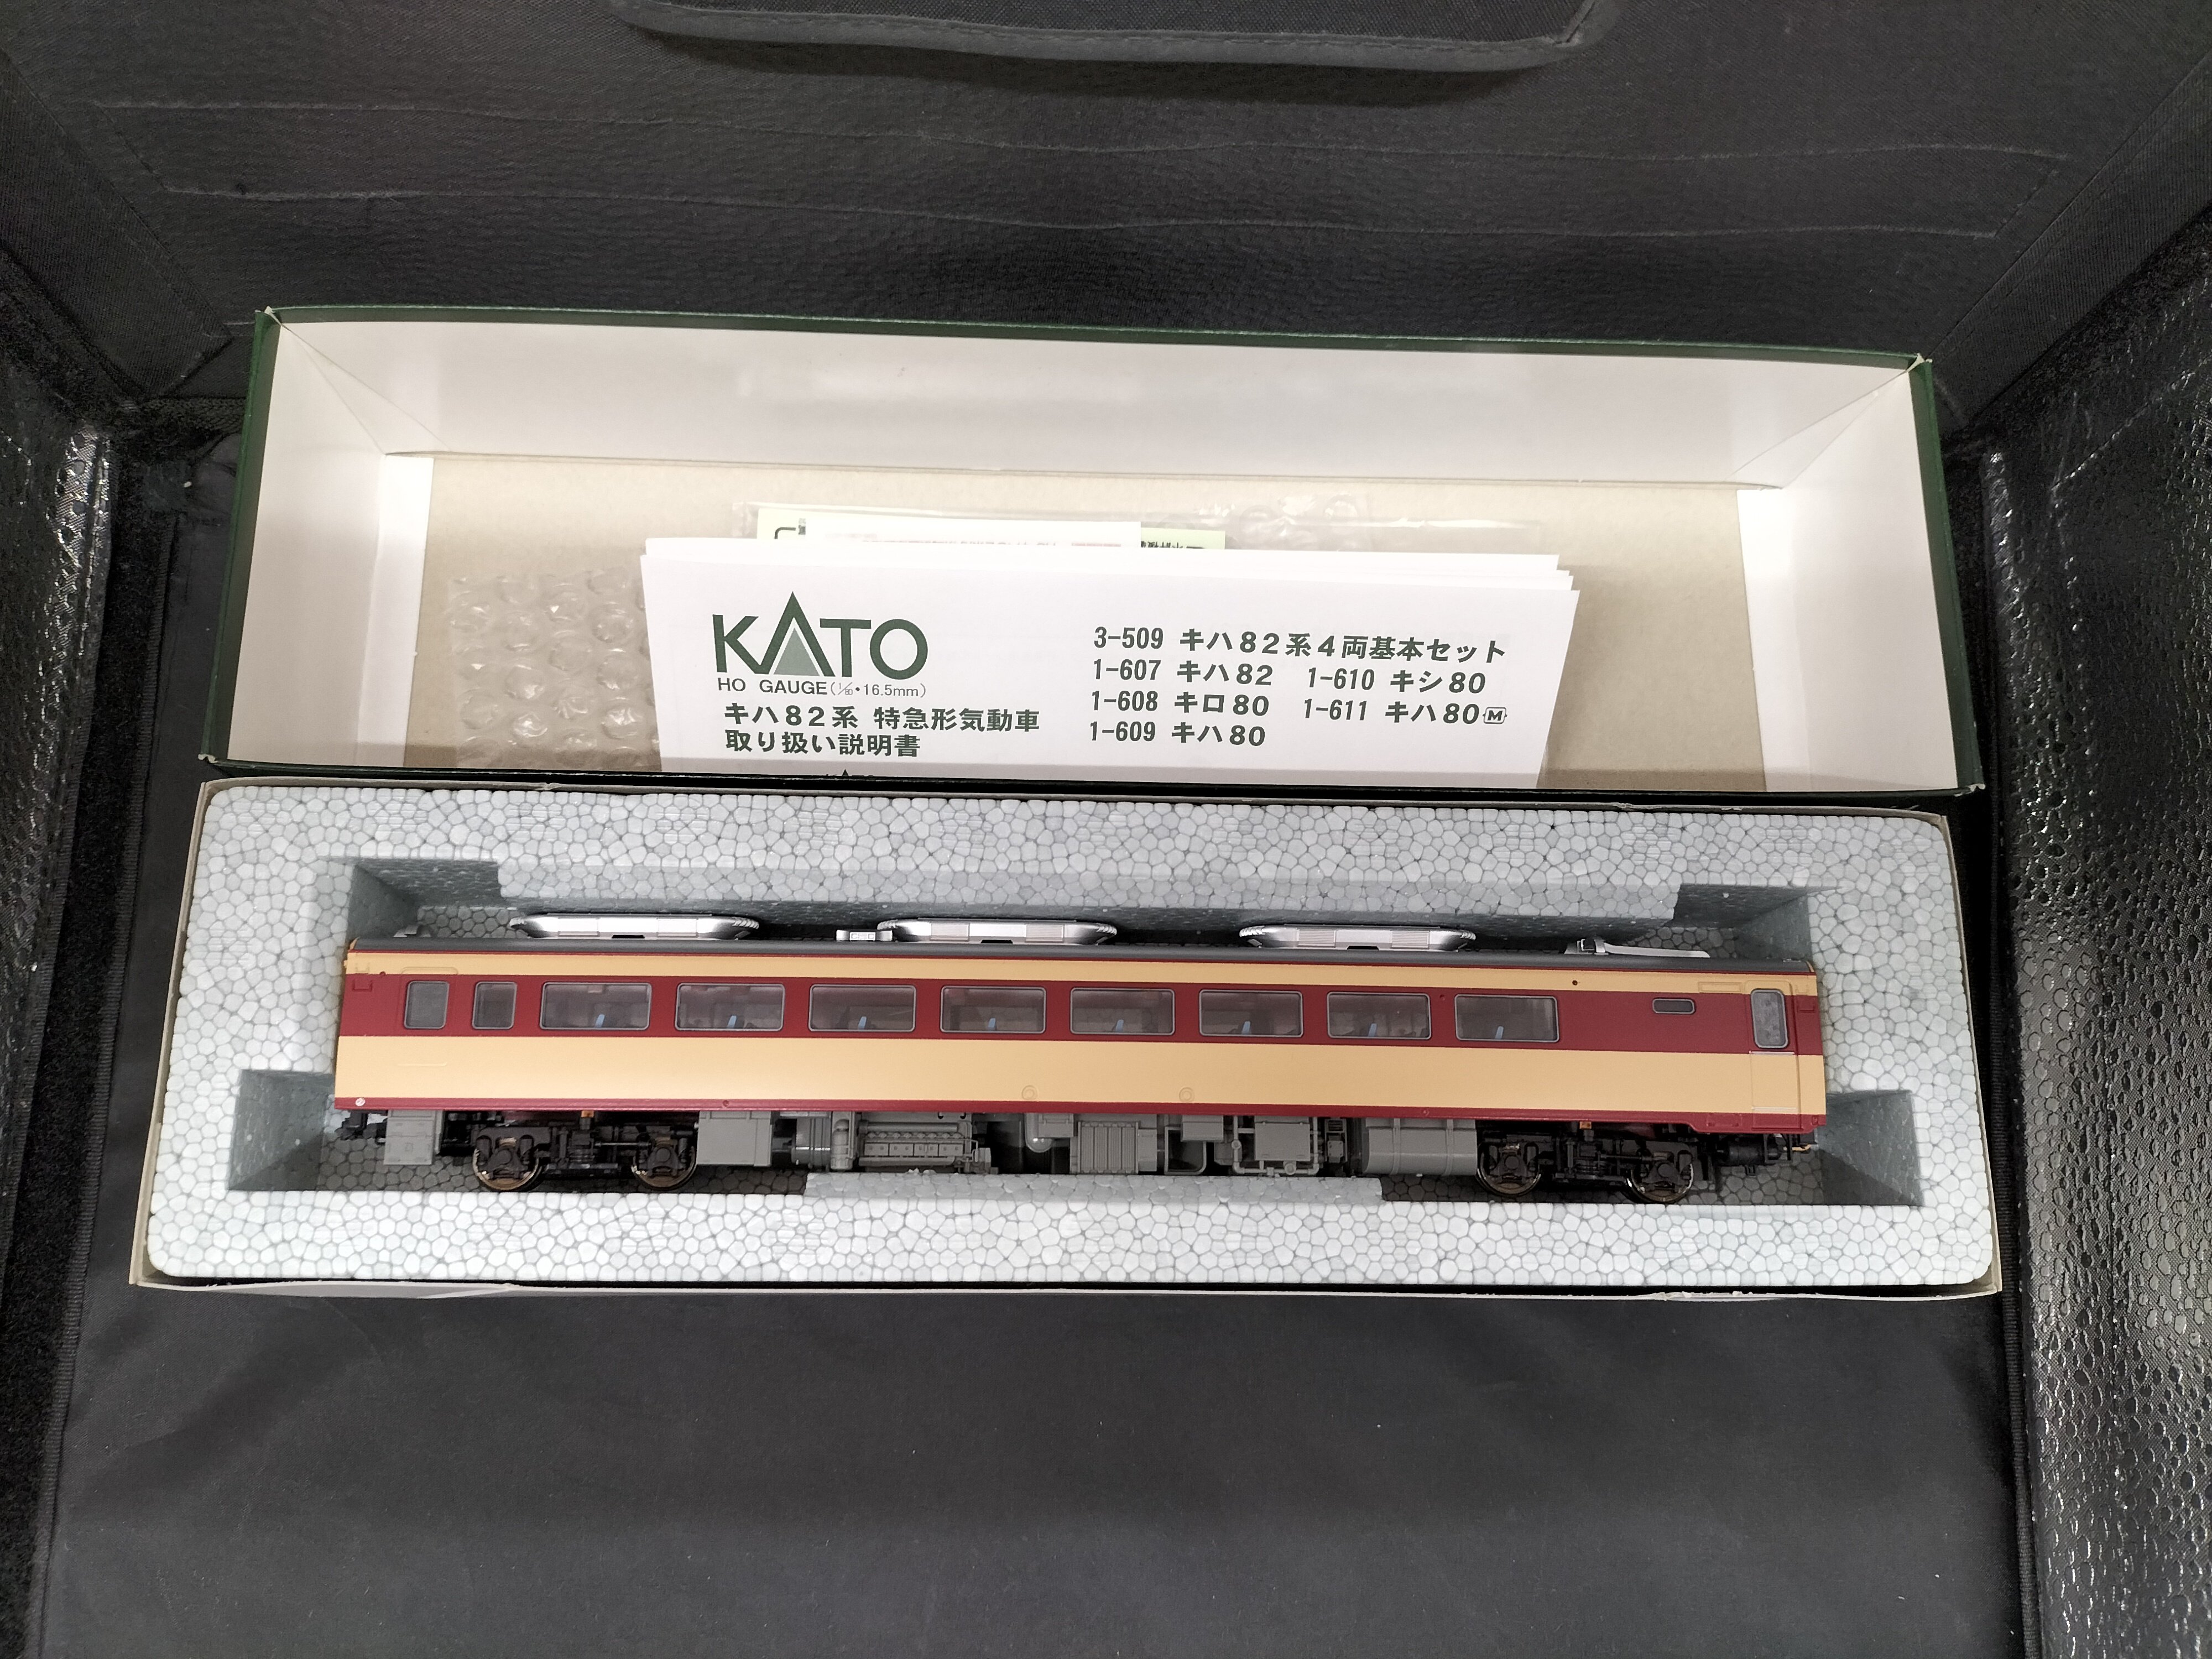 KATO
HO GAUGE(1/80・16.5mm)
キハ82系 特急形気動車
取り扱い説明書
3-509 キハ82系4両基本セット
1-607 キハ82 1-610 キシ80
1-608 キロ80 1-611 キハ80 M
1-609 キハ80